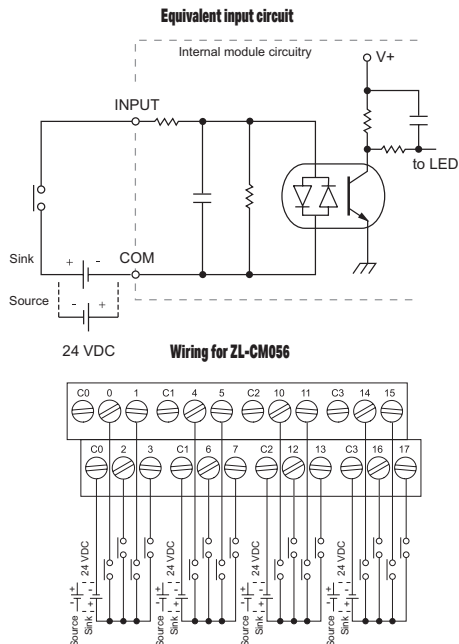 Equivalent input circuit
Internal module circuitry
V+
INPUT
to LED
Sink + - COM
Source - +
24 VDC
Wiring for ZL-CM056
C0 0 1 C1 4 5 C2 10 11 C3 14 15
C0 2 3 C1 6 7 C2 12 13 C3 16 17
24 VDC 24 VDC 24 VDC 24 VDC
+ - - + + - - + + - - + + - - +
Source Sink Source Sink Source Sink Source Sink